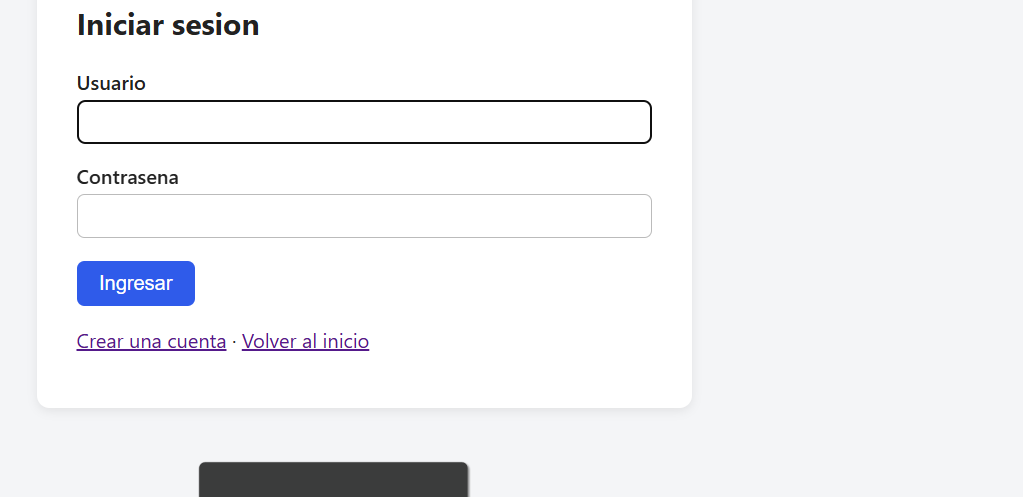 Iniciar sesion
Usuario
Contrasena
Ingresar
Crear una cuenta · Volver al inicio